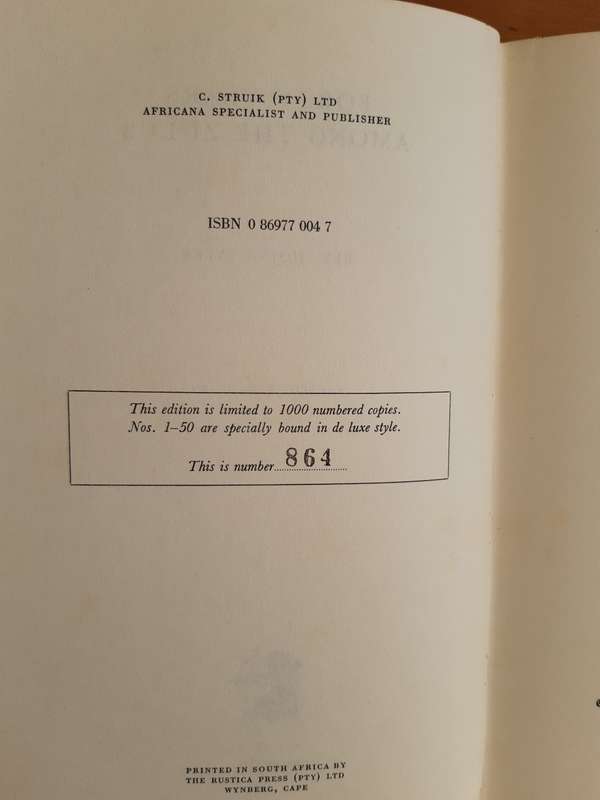 C. STRUIK (PTY) LTD
AFRICANA SPECIALIST AND PUBLISHER
ISBN 0 86977 004 7
This edition is limited to 1000 numbered copies.
Nos. 1–50 are specially bound in de luxe style.
This is number 864
PRINTED IN SOUTH AFRICA BY
THE RUSTICA PRESS (PTY) LTD
WYNBERG, CAPE